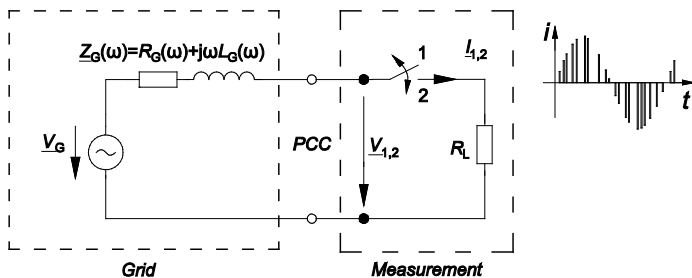 Z_G(ω)=R_G(ω)+jωL_G(ω)
1
I_1,2
2
i
t
V_G
PCC
V_1,2
R_L
Grid
Measurement